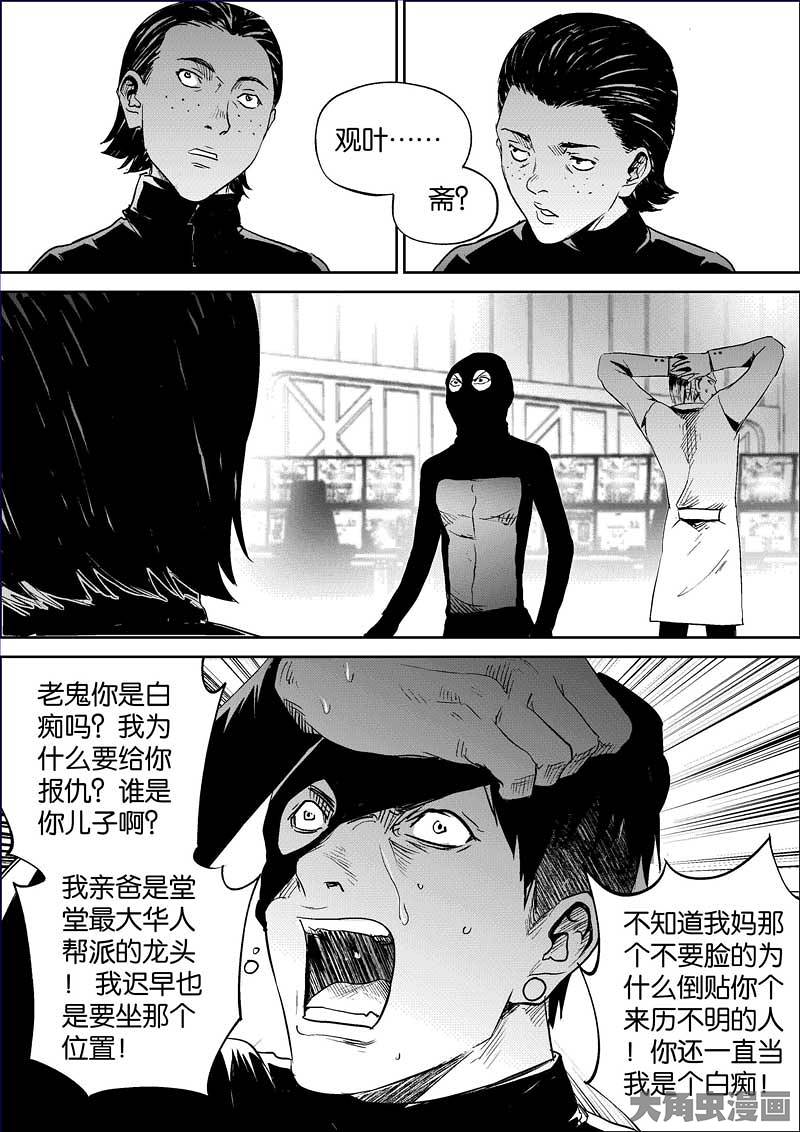 观叶……
斋？
老鬼你是白
痴吗？我为
什么要给你
报仇？谁是
你儿子啊？
我亲爸是堂
堂最大华人
帮派的龙头
！我迟早也
是要坐那个
位置！
不知道我妈那
个不要脸的为
什么倒贴你个
来历不明的人
！你还一直当
我是个白痴！
大角虫漫画